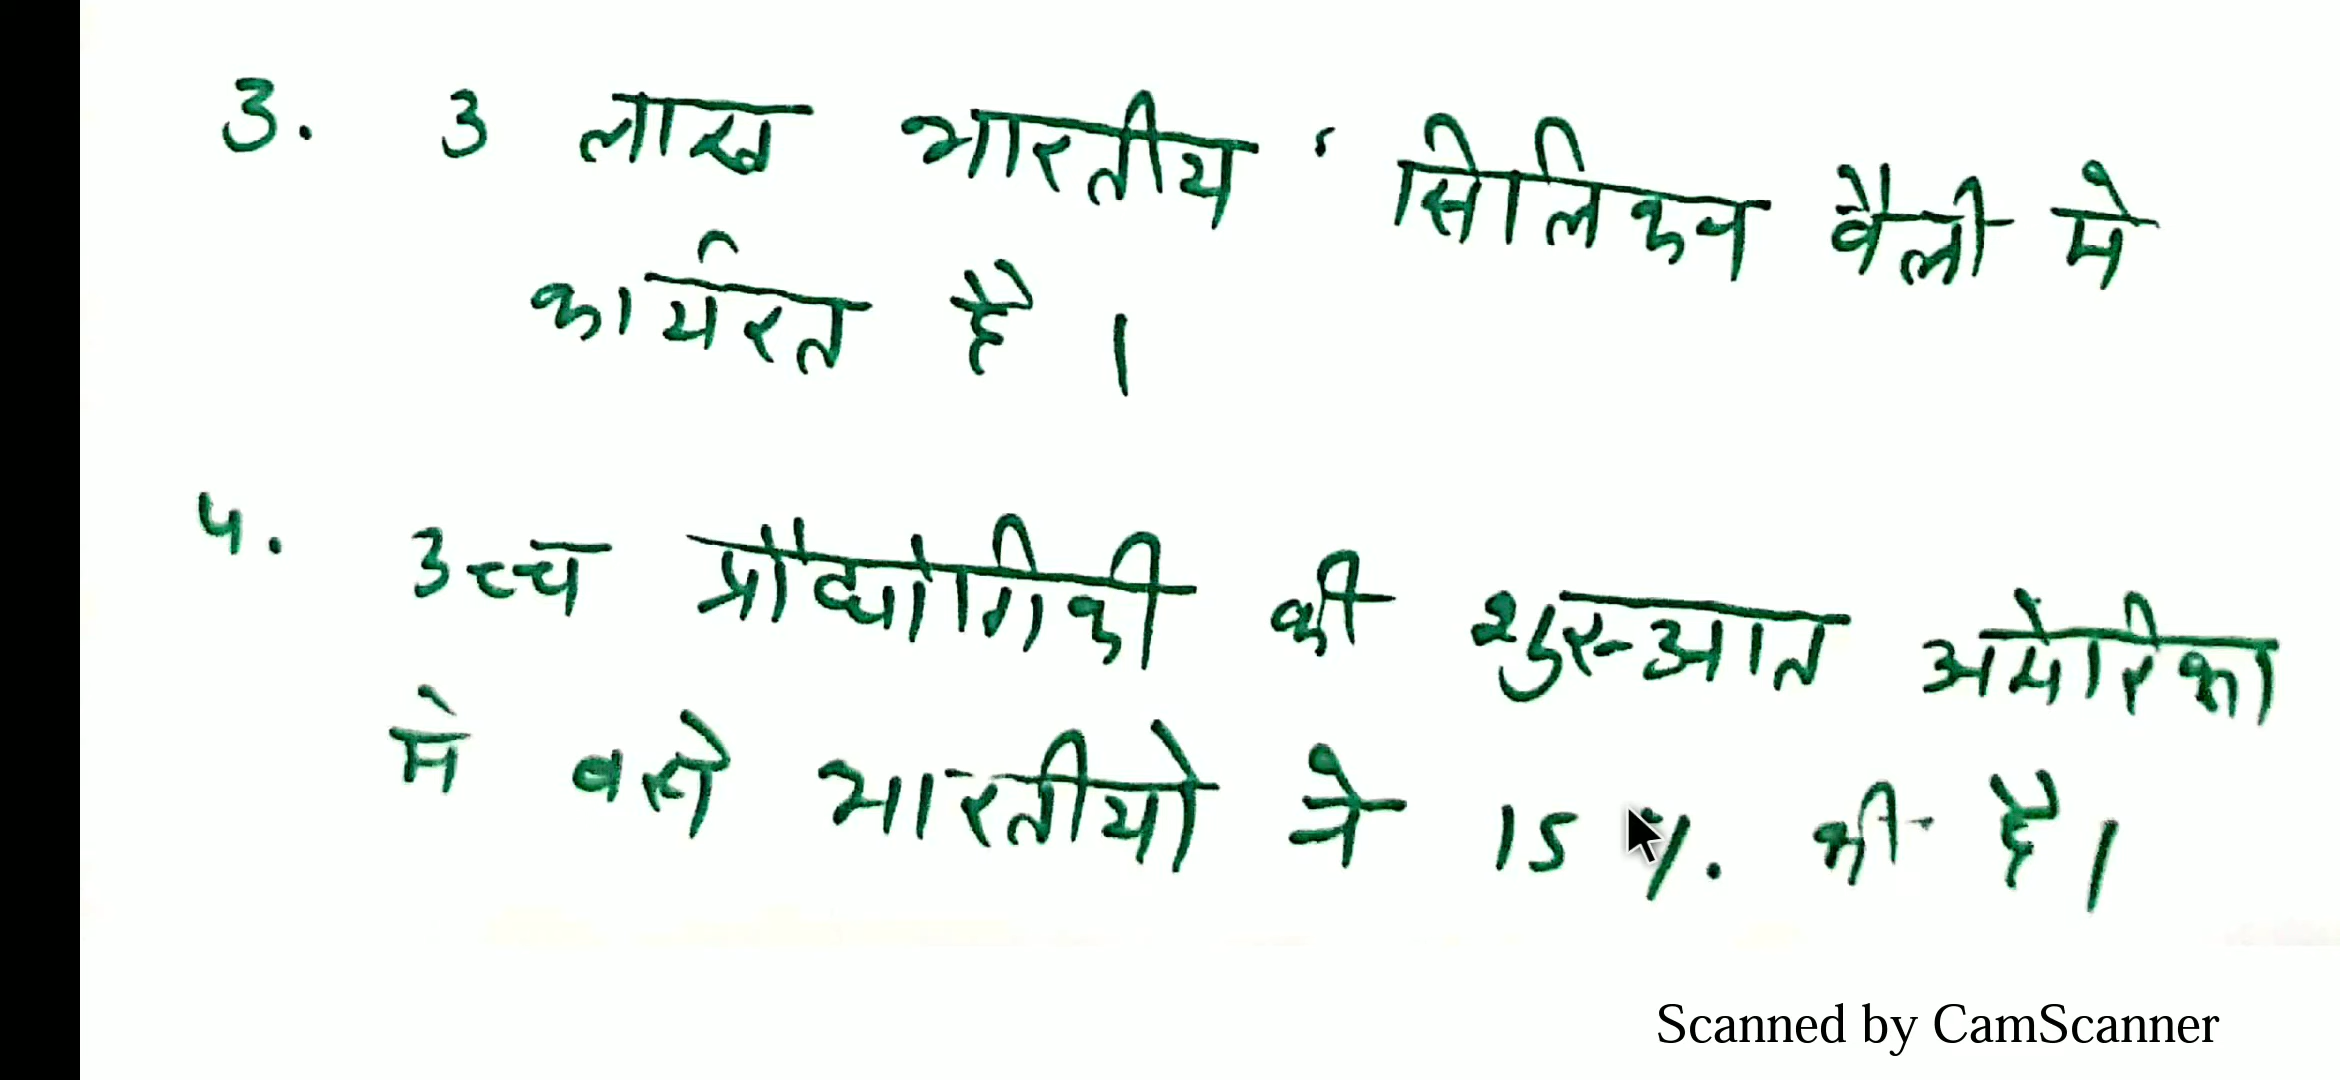 3. 3 लाख भारतीय सिलिकन वैली मे
कार्यरत है ।
4. उच्च प्रौद्योगिकी की शुरुआत अमेरिका
मे बसे भारतीयो ने 15 % की है ।
Scanned by CamScanner